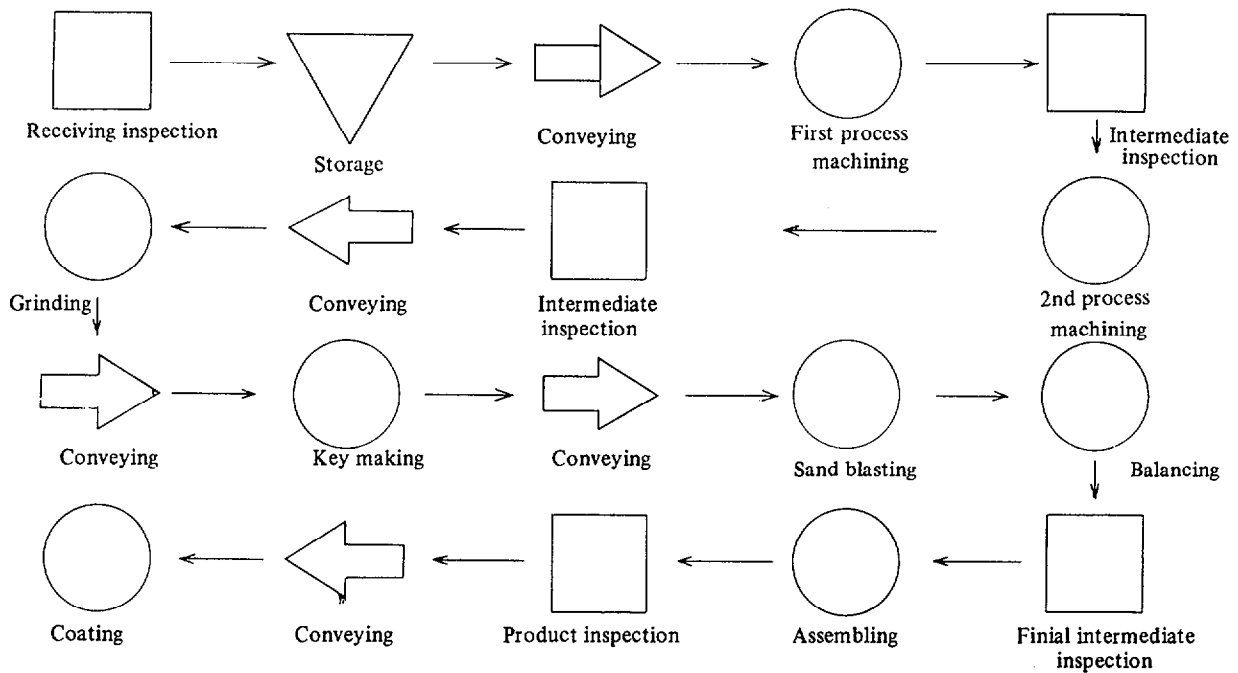 Receiving inspection
Storage
Conveying
First process
machining
Intermediate
inspection
Grinding
Conveying
Intermediate
inspection
2nd process
machining
Conveying
Key making
Conveying
Sand blasting
Balancing
Coating
Conveying
Product inspection
Assembling
Finial intermediate
inspection